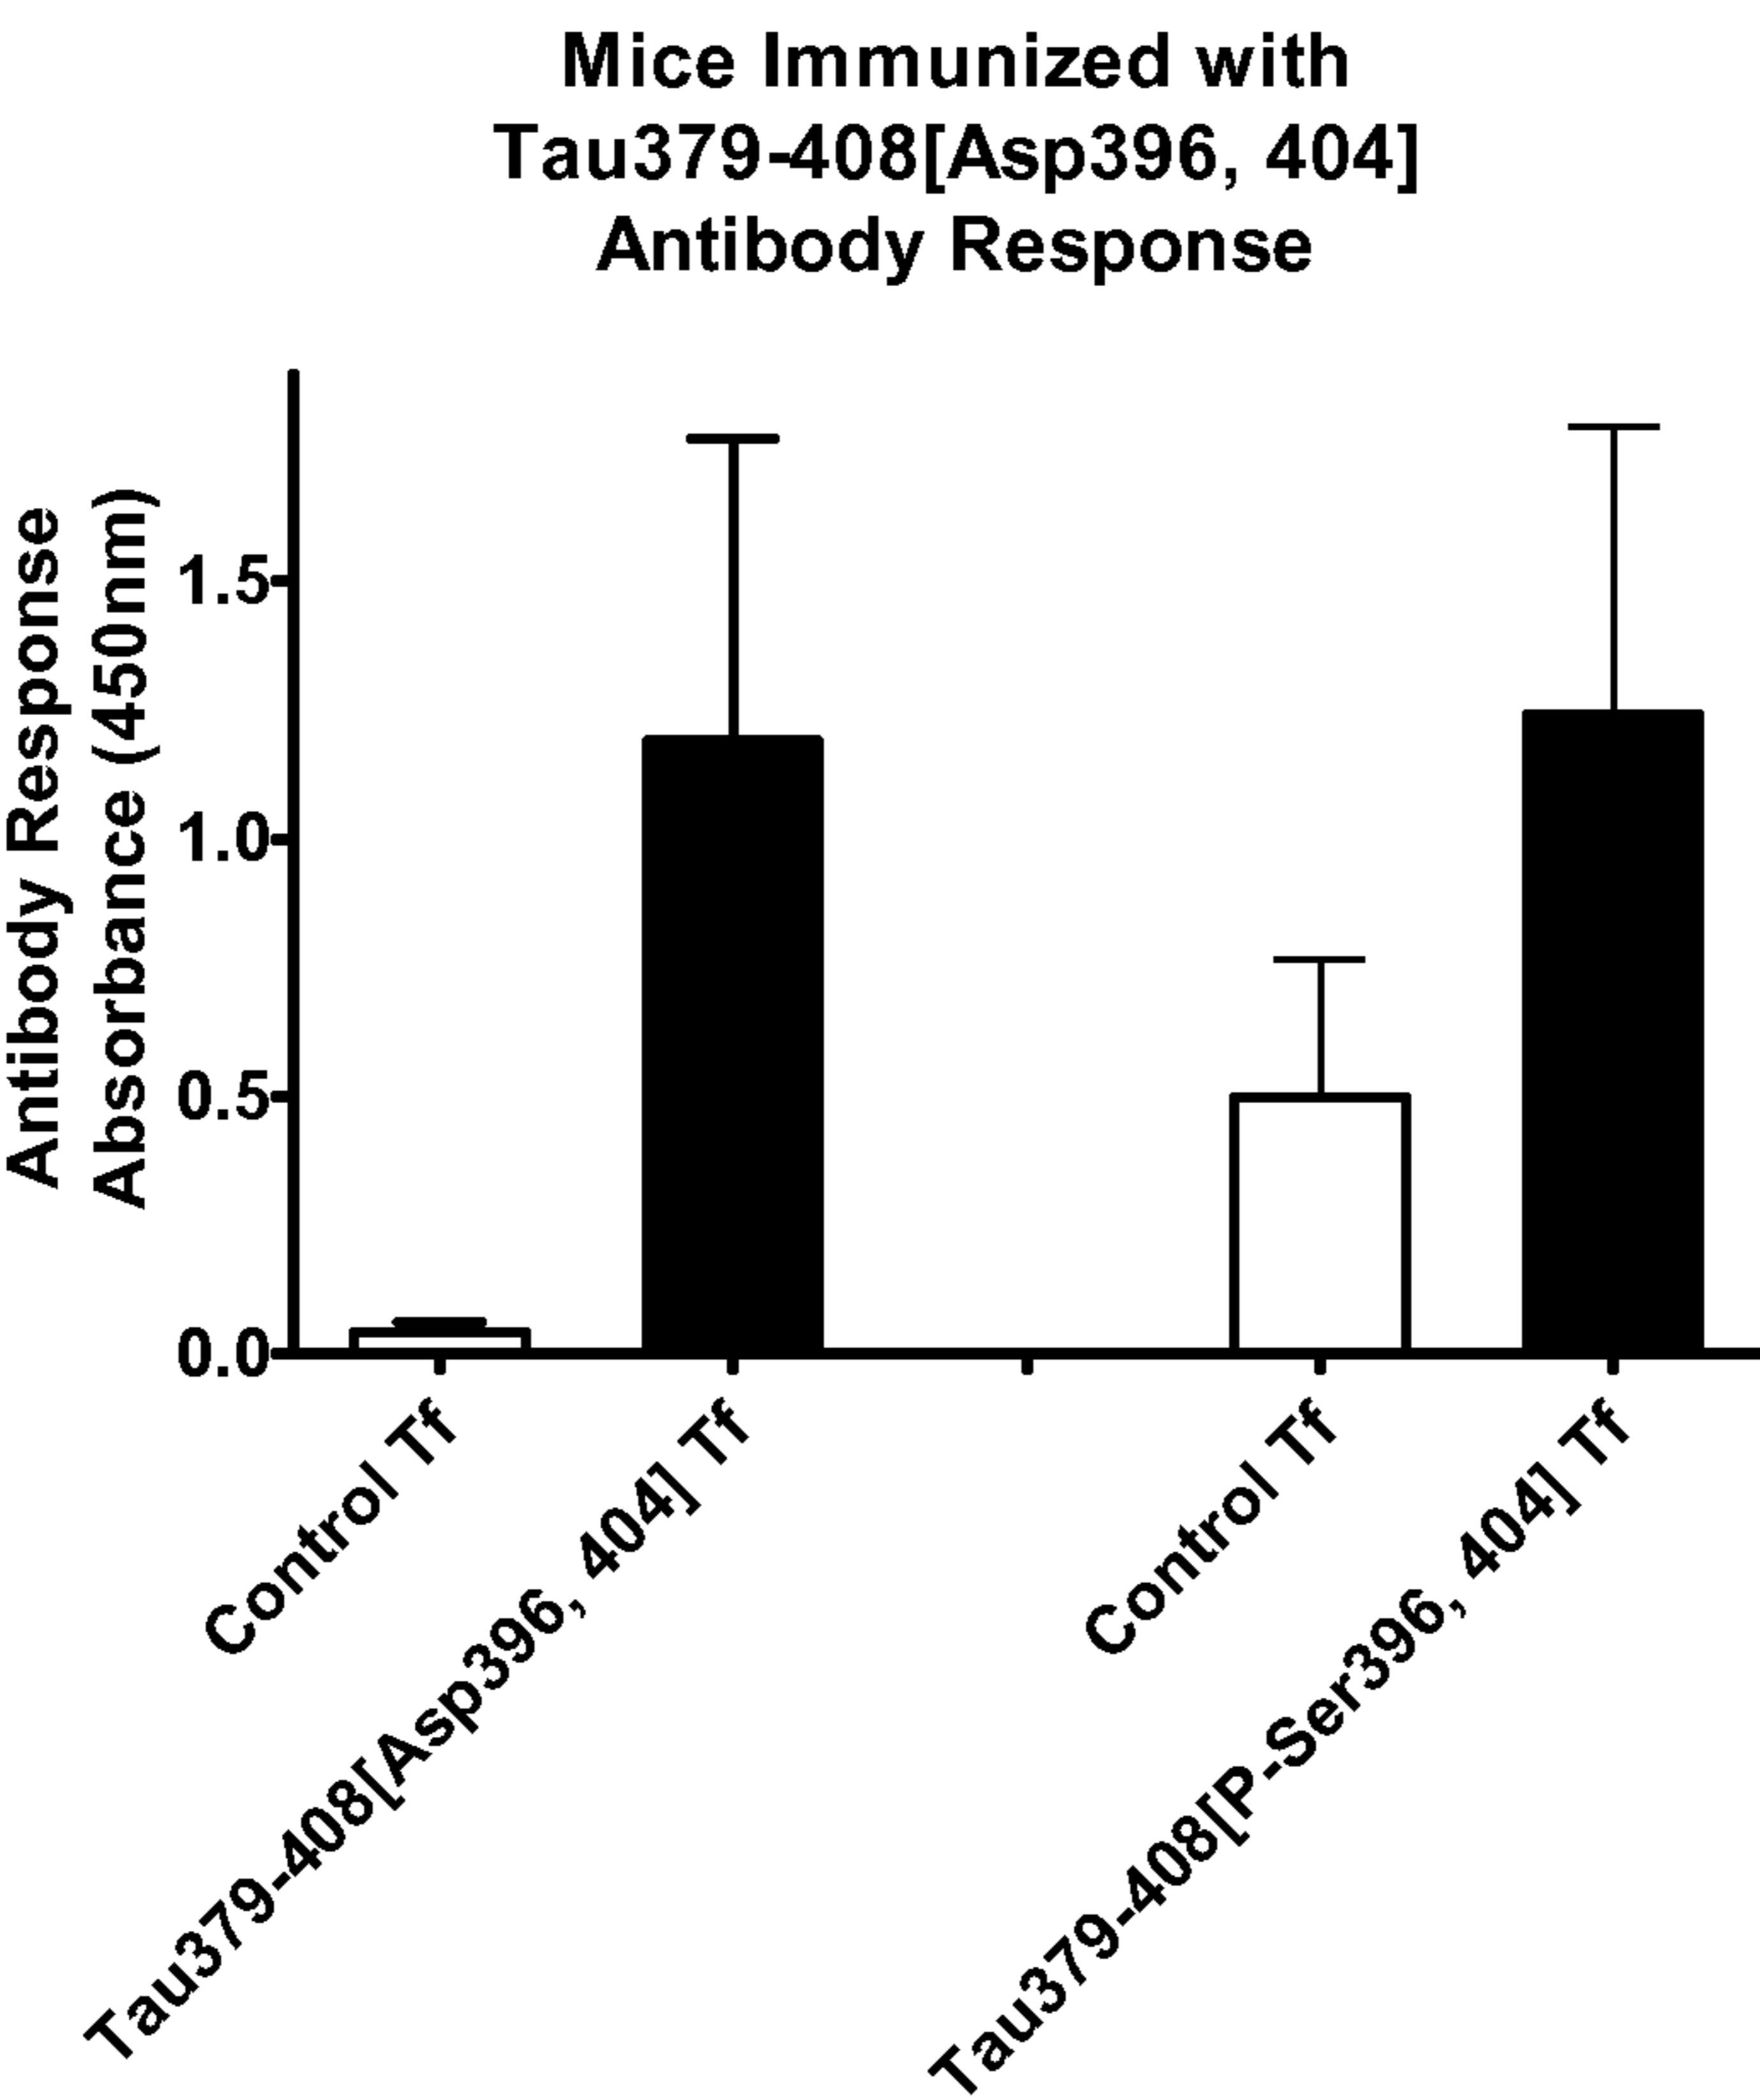 Mice Immunized with
Tau379-408[Asp396, 404]
Antibody Response
Antibody Response
Absorbance (450nm)
1.5
1.0
0.5
0.0
Control Tf
Tau379-408[Asp396, 404] Tf
Control Tf
Tau379-408[P-Ser396, 404] Tf